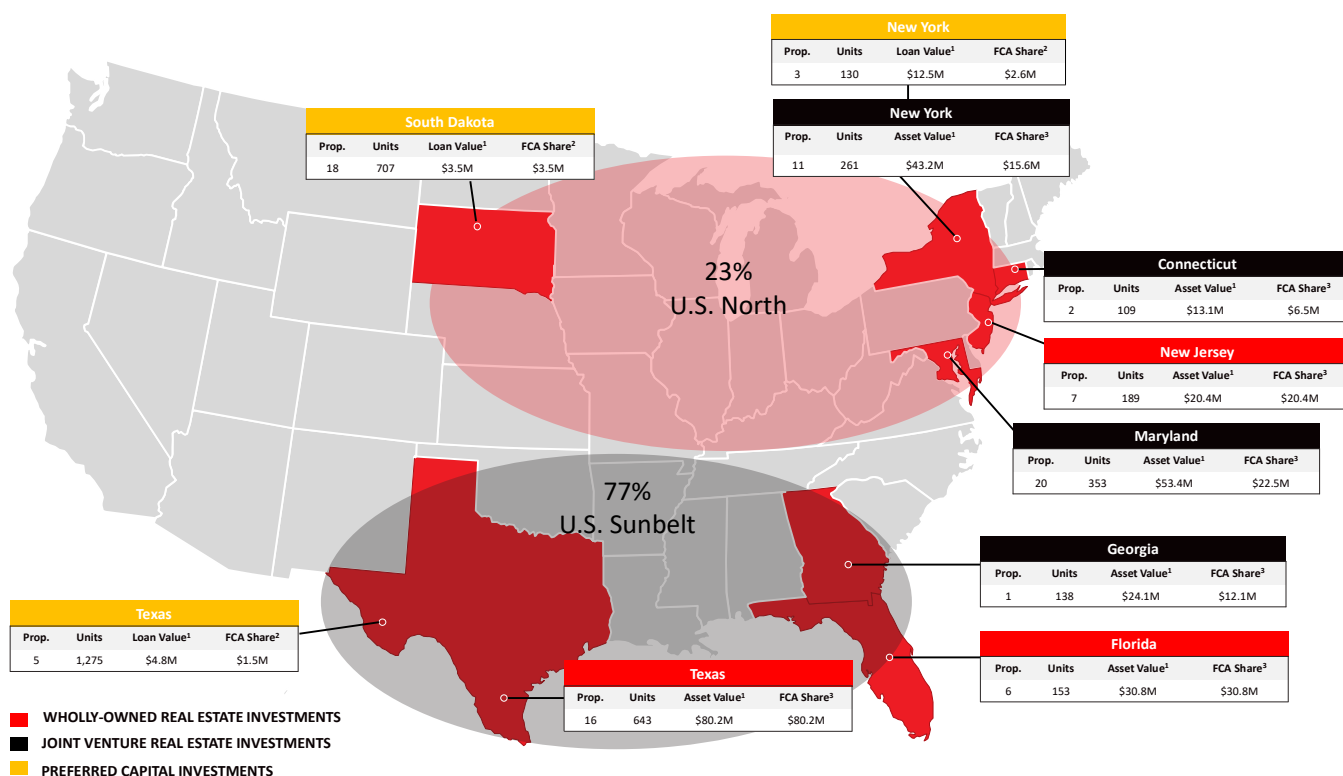 New York
Prop. Units Loan Value¹ FCA Share²
3 130 $12.5M $2.6M
New York
Prop. Units Asset Value¹ FCA Share³
11 261 $43.2M $15.6M
South Dakota
Prop. Units Loan Value¹ FCA Share²
18 707 $3.5M $3.5M
23%
U.S. North
Connecticut
Prop. Units Asset Value¹ FCA Share³
2 109 $13.1M $6.5M
New Jersey
Prop. Units Asset Value¹ FCA Share³
7 189 $20.4M $20.4M
Maryland
Prop. Units Asset Value¹ FCA Share³
20 353 $53.4M $22.5M
77%
U.S. Sunbelt
Georgia
Prop. Units Asset Value¹ FCA Share³
1 138 $24.1M $12.1M
Texas
Prop. Units Loan Value¹ FCA Share²
5 1,275 $4.8M $1.5M
Florida
Prop. Units Asset Value¹ FCA Share³
6 153 $30.8M $30.8M
Texas
Prop. Units Asset Value¹ FCA Share³
16 643 $80.2M $80.2M
WHOLLY-OWNED REAL ESTATE INVESTMENTS
JOINT VENTURE REAL ESTATE INVESTMENTS
PREFERRED CAPITAL INVESTMENTS